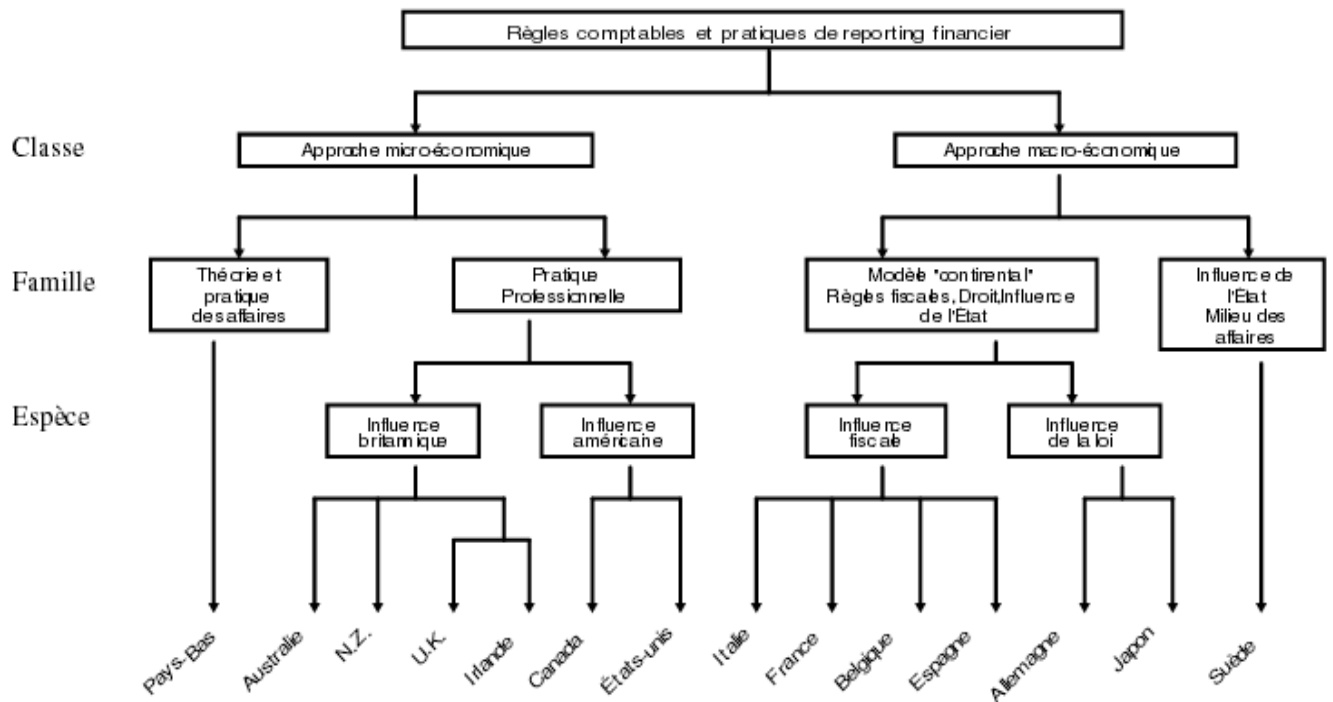 Règles comptables et pratiques de reporting financier
Classe
Approche micro-économique
Approche macro-économique
Famille
Thécrie et
pratique
des affaires
Pratique
Professionnelle
Modèle "contirental"
Règles fiscales, Droit,Influence
de l'État
Influence de
l'État
Milieu des
affaires
Espèce
Influence
britannique
Influence
américaine
Influence
fiscale
Influence
de la loi
Pays-Bas
Australie
N.Z.
U.K.
Irlande
Canada
États-unis
Italie
France
Belgique
Espagne
Allemagne
Japon
Suède